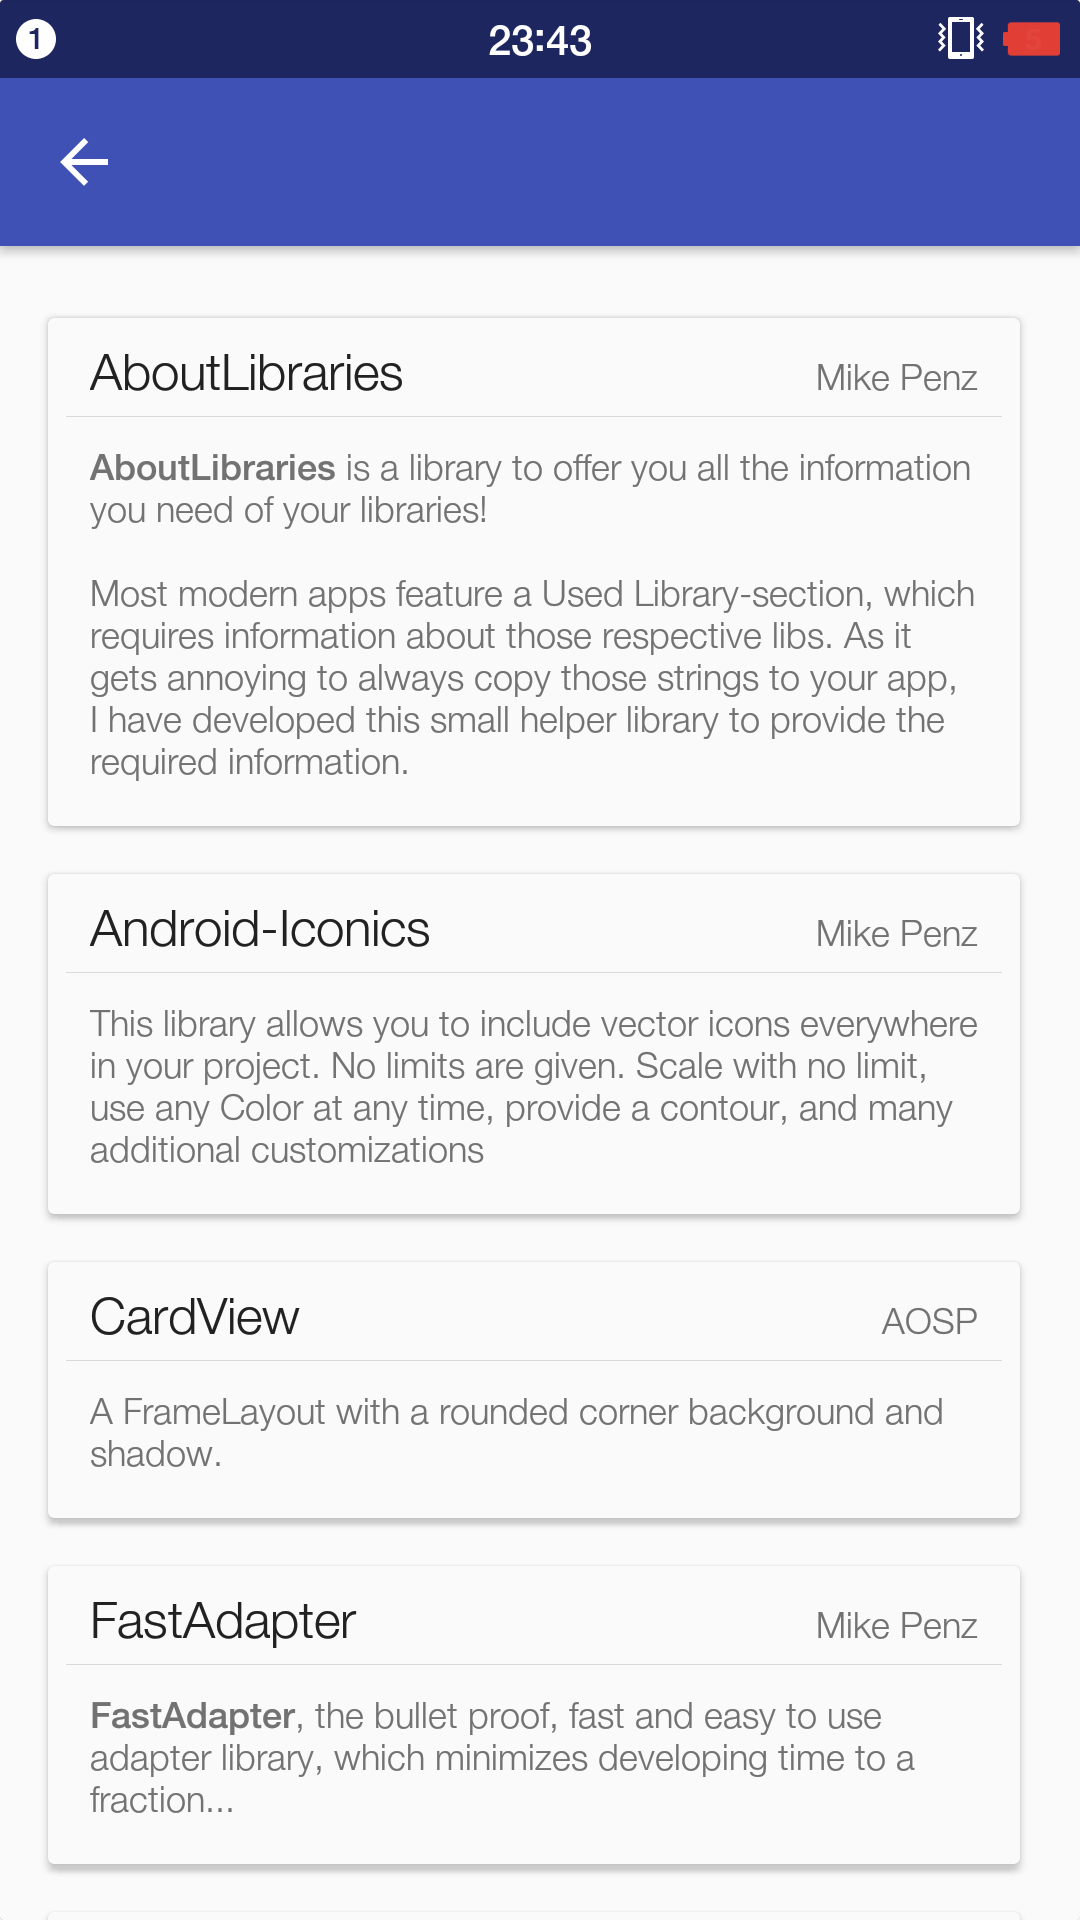 1 23:43 5
AboutLibraries Mike Penz
AboutLibraries is a library to offer you all the information
you need of your libraries!
Most modern apps feature a Used Library-section, which
requires information about those respective libs. As it
gets annoying to always copy those strings to your app,
I have developed this small helper library to provide the
required information.
Android-Iconics Mike Penz
This library allows you to include vector icons everywhere
in your project. No limits are given. Scale with no limit,
use any Color at any time, provide a contour, and many
additional customizations
CardView AOSP
A FrameLayout with a rounded corner background and
shadow.
FastAdapter Mike Penz
FastAdapter, the bullet proof, fast and easy to use
adapter library, which minimizes developing time to a
fraction...